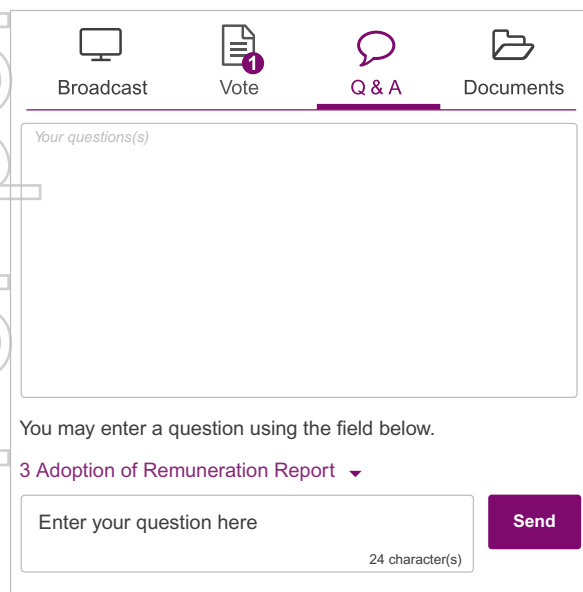 1
Broadcast Vote Q & A Documents
Your questions(s)
You may enter a question using the field below.
3 Adoption of Remuneration Report
Enter your question here
Send
24 character(s)